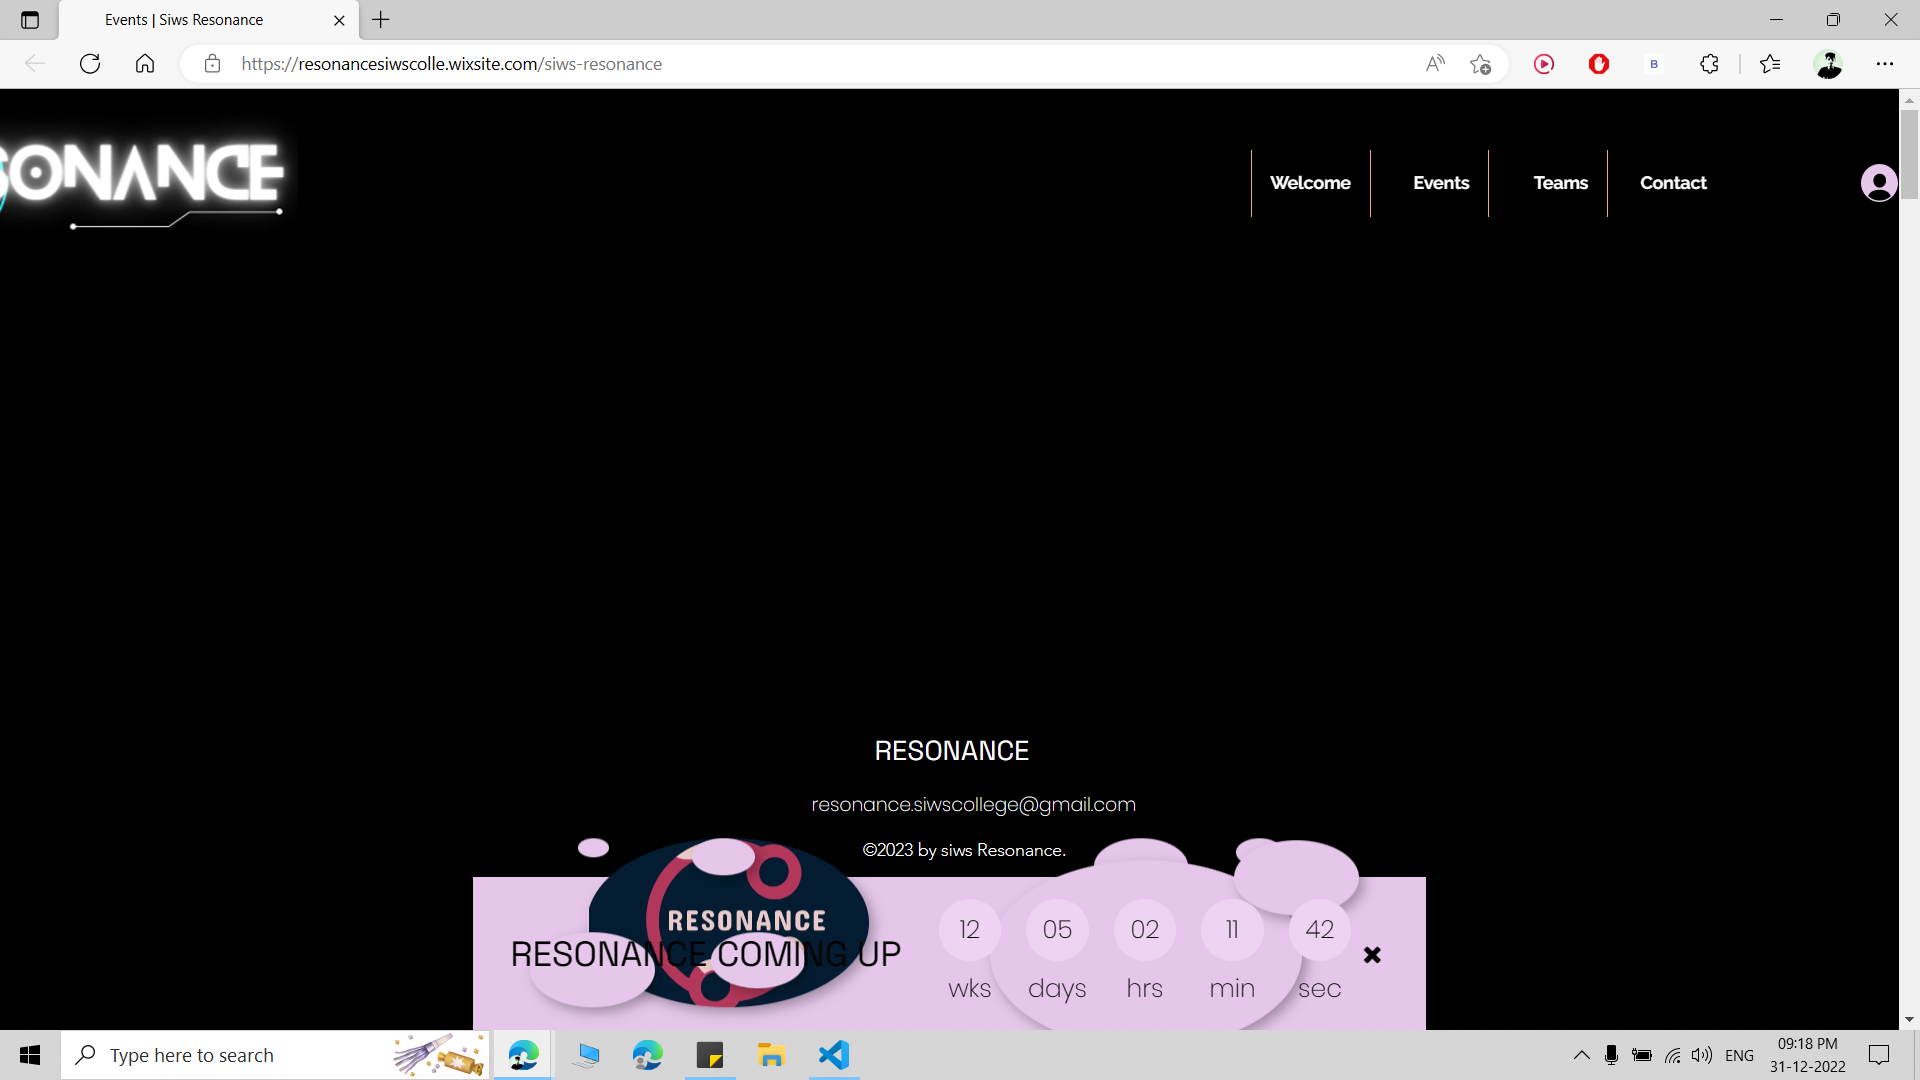 Events | Siws Resonance
https://resonancesiwscolle.wixsite.com/siws-resonance
B
SONANCE
Welcome Events Teams Contact
RESONANCE
resonance.siwscollege@gmail.com
©2023 by siws Resonance.
RESONANCE
RESONANCE COMING UP
12 05 02 11 42
wks days hrs min sec
Type here to search
ENG
09:18 PM
31-12-2022